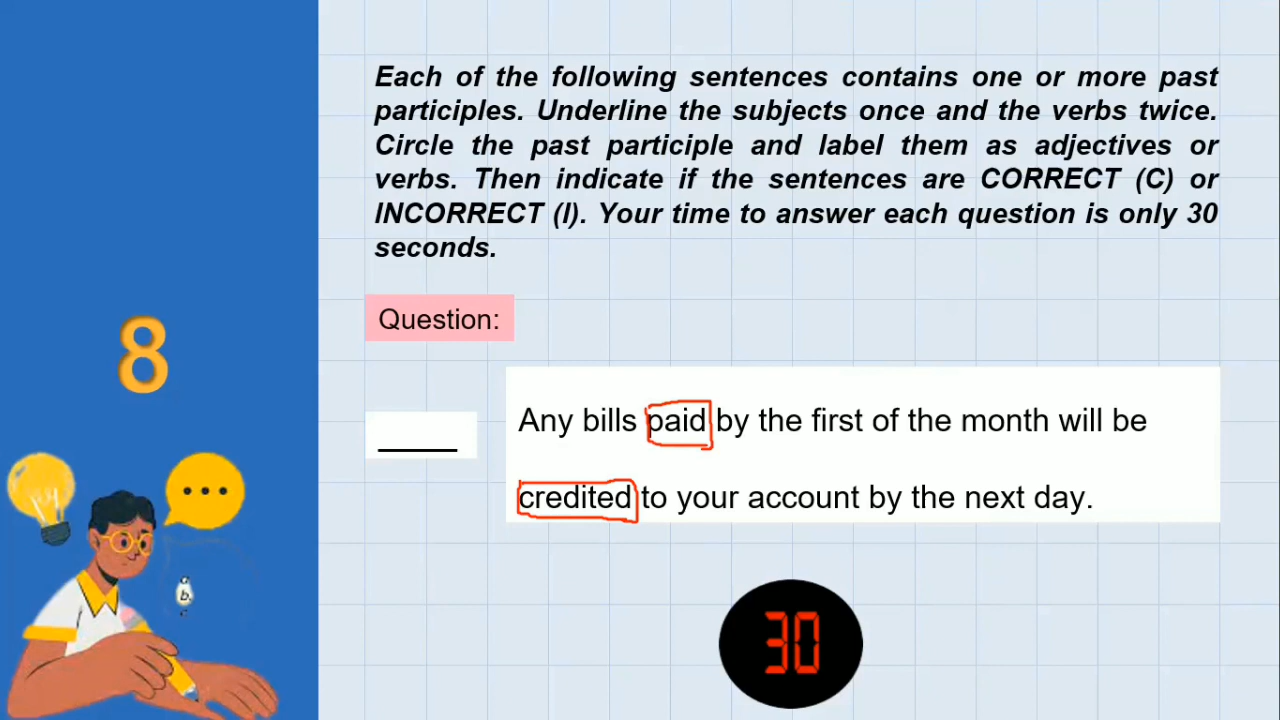 Each of the following sentences contains one or more past
participles. Underline the subjects once and the verbs twice.
Circle the past participle and label them as adjectives or
verbs. Then indicate if the sentences are CORRECT (C) or
INCORRECT (I). Your time to answer each question is only 30
seconds.
8
Question:
Any bills paid by the first of the month will be
credited to your account by the next day.
b.
30